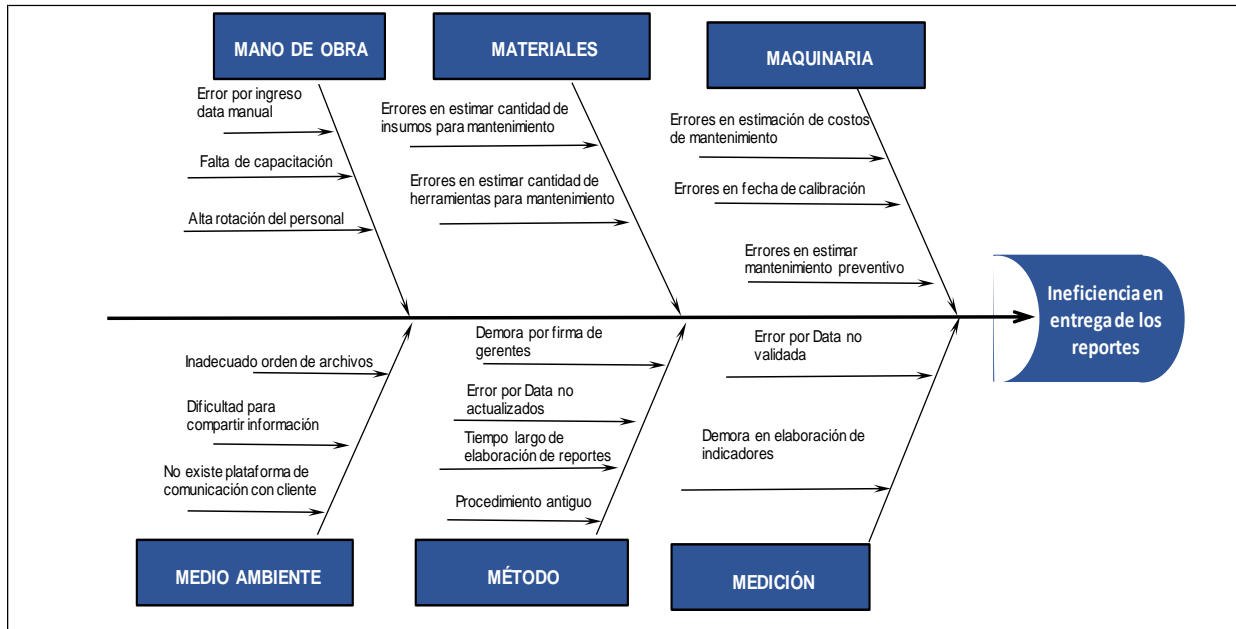 MANO DE OBRA
MATERIALES
MAQUINARIA
Error por ingreso
data manual
Falta de capacitación
Alta rotación del personal
Errores en estimar cantidad de
insumos para mantenimiento
Errores en estimar cantidad de
herramientas para mantenimiento
Errores en estimación de costos
de mantenimiento
Errores en fecha de calibración
Errores en estimar
mantenimiento preventivo
Ineficiencia en
entrega de los
reportes
Inadecuado orden de archivos
Dificultad para
compartir información
No existe plataforma de
comunicación con cliente
Demora por firma de
gerentes
Error por Data no
actualizados
Tiempo largo de
elaboración de reportes
Procedimiento antiguo
Error por Data no
validada
Demora en elaboración de
indicadores
MEDIO AMBIENTE
MÉTODO
MEDICIÓN